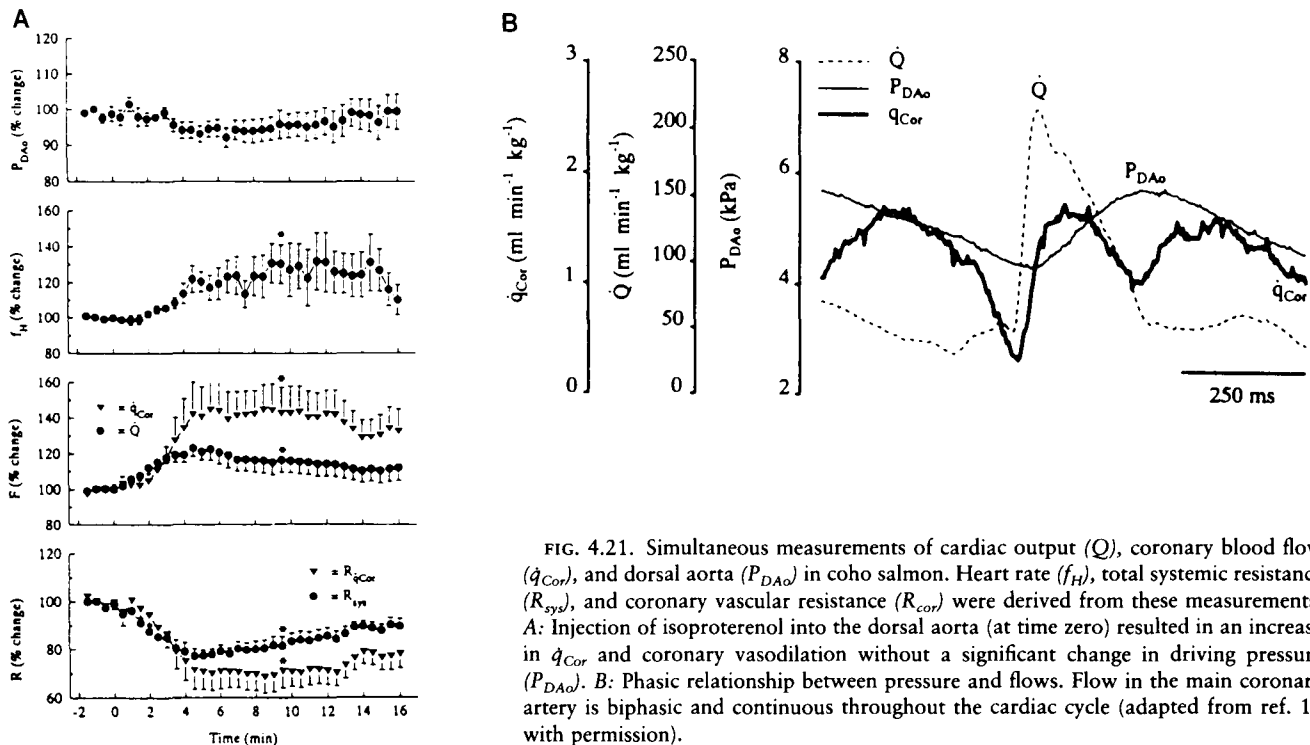 A
120
110
100
90
80
P_DAo (% change)
160
140
120
100
80
f_H (% change)
*
160
140
120
100
80
F (% change)
▼ = q̇_Cor
● = Q̇
*
*
120
100
80
60
R (% change)
▼ = R_q̇Cor
● = R_sys
*
*
-2 0 2 4 6 8 10 12 14 16
Time (min)
B
3
2
1
0
q̇_Cor (ml min⁻¹ kg⁻¹)
250
200
150
100
50
0
Q̇ (ml min⁻¹ kg⁻¹)
8
6
4
2
P_DAo (kPa)
Q̇
P_DAo
q_Cor
Q̇
P_DAo
q̇_Cor
250 ms
FIG. 4.21. Simultaneous measurements of cardiac output (Q), coronary blood flow
(q̇_Cor), and dorsal aorta (P_DAo) in coho salmon. Heart rate (f_H), total systemic resistanc
(R_sys), and coronary vascular resistance (R_cor) were derived from these measurement
A: Injection of isoproterenol into the dorsal aorta (at time zero) resulted in an increas
in q̇_Cor and coronary vasodilation without a significant change in driving pressur
(P_DAo). B: Phasic relationship between pressure and flows. Flow in the main coronar
artery is biphasic and continuous throughout the cardiac cycle (adapted from ref. 1
with permission).